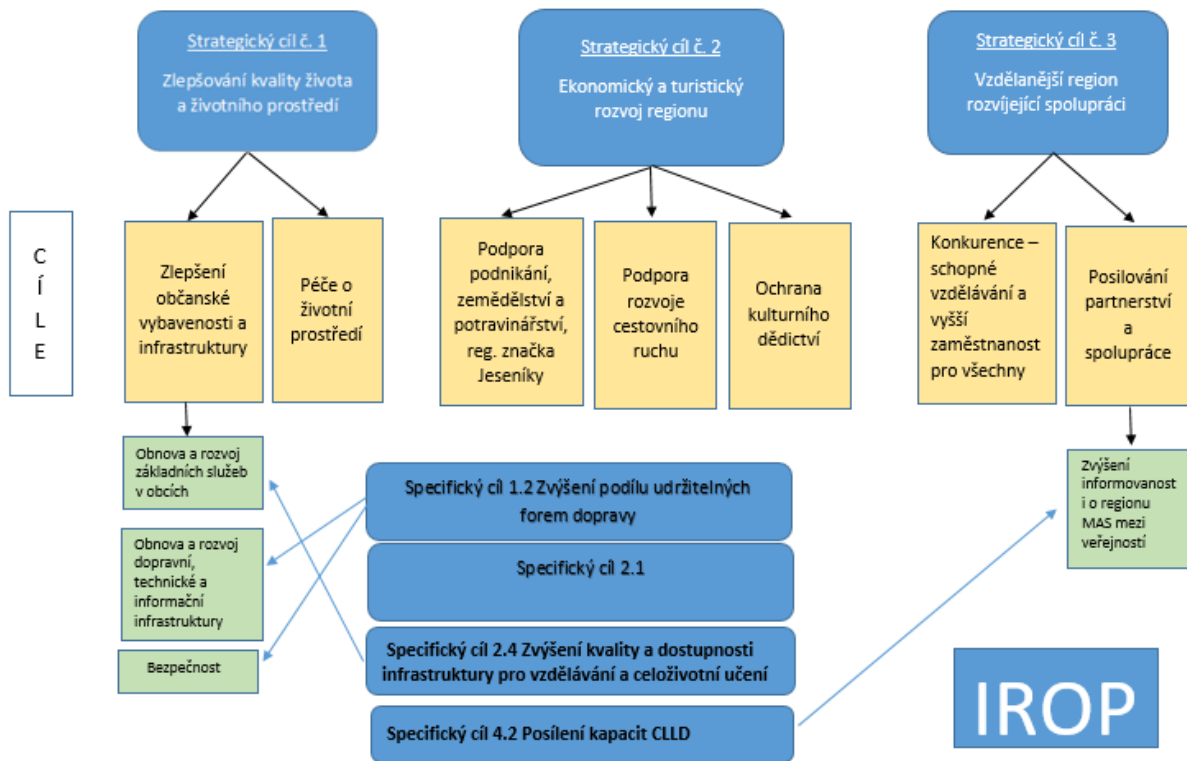 Strategický cíl č. 1
Zlepšování kvality života
a životního prostředí
Strategický cíl č. 2
Ekonomický a turistický
rozvoj regionu
Strategický cíl č. 3
Vzdělanější region
rozvíjející spolupráci
C
Í
L
E
Zlepšení
občanské
vybavenosti a
infrastruktury
Péče o
životní
prostředí
Podpora
podnikání,
zemědělství a
potravinářství,
reg. značka
Jeseníky
Podpora
rozvoje
cestovního
ruchu
Ochrana
kulturního
dědictví
Konkurence –
schopné
vzdělávání a
vyšší
zaměstnanost
pro všechny
Posilování
partnerství
a
spolupráce
Obnova a rozvoj
základních služeb
v obcích
Obnova a rozvoj
dopravní,
technické a
informační
infrastruktury
Bezpečnost
Specifický cíl 1.2 Zvýšení podílu udržitelných
forem dopravy
Specifický cíl 2.1
Specifický cíl 2.4 Zvýšení kvality a dostupnosti
infrastruktury pro vzdělávání a celoživotní učení
Specifický cíl 4.2 Posílení kapacit CLLD
Zvýšení
informovanost
i o regionu
MAS mezi
veřejností
IROP